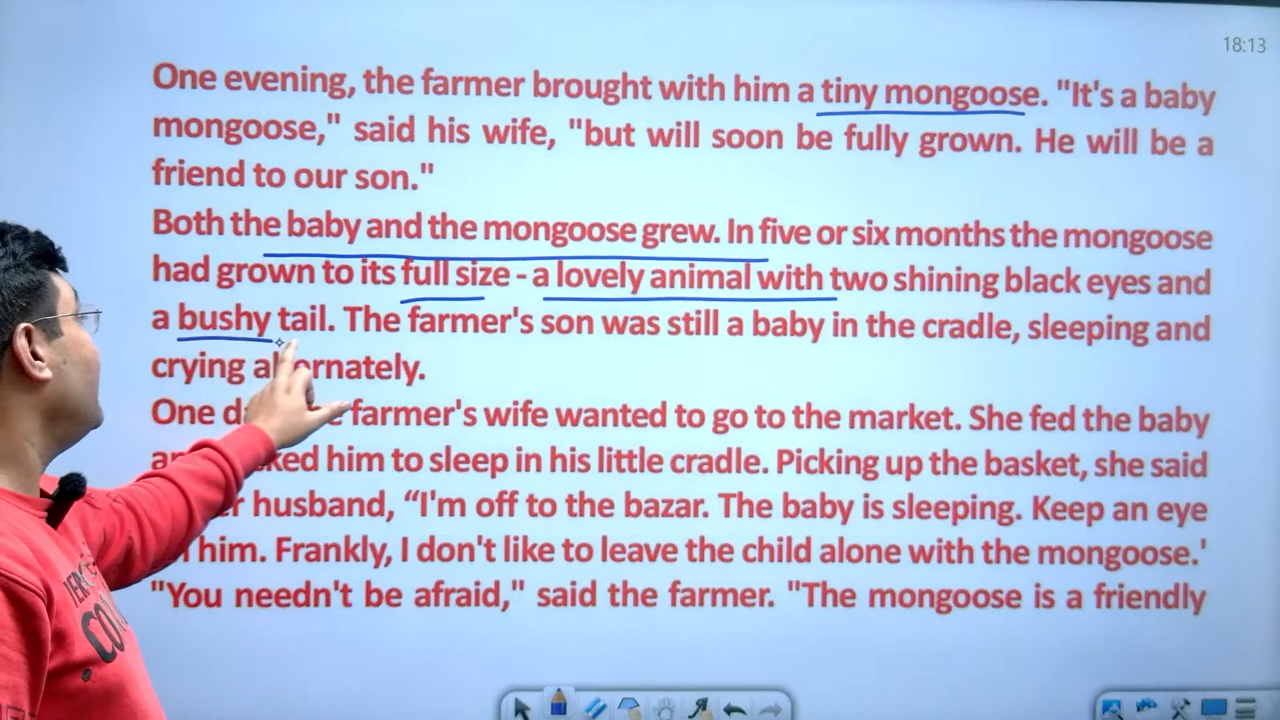 18:13
One evening, the farmer brought with him a tiny mongoose. "It's a baby
mongoose," said his wife, "but will soon be fully grown. He will be a
friend to our son."
Both the baby and the mongoose grew. In five or six months the mongoose
had grown to its full size - a lovely animal with two shining black eyes and
a bushy tail. The farmer's son was still a baby in the cradle, sleeping and
crying alternately.
One farmer's wife wanted to go to the market. She fed the baby
him to sleep in his little cradle. Picking up the basket, she said
husband, “I'm off to the bazar. The baby is sleeping. Keep an eye
him. Frankly, I don't like to leave the child alone with the mongoose.'
"You needn't be afraid," said the farmer. "The mongoose is a friendly